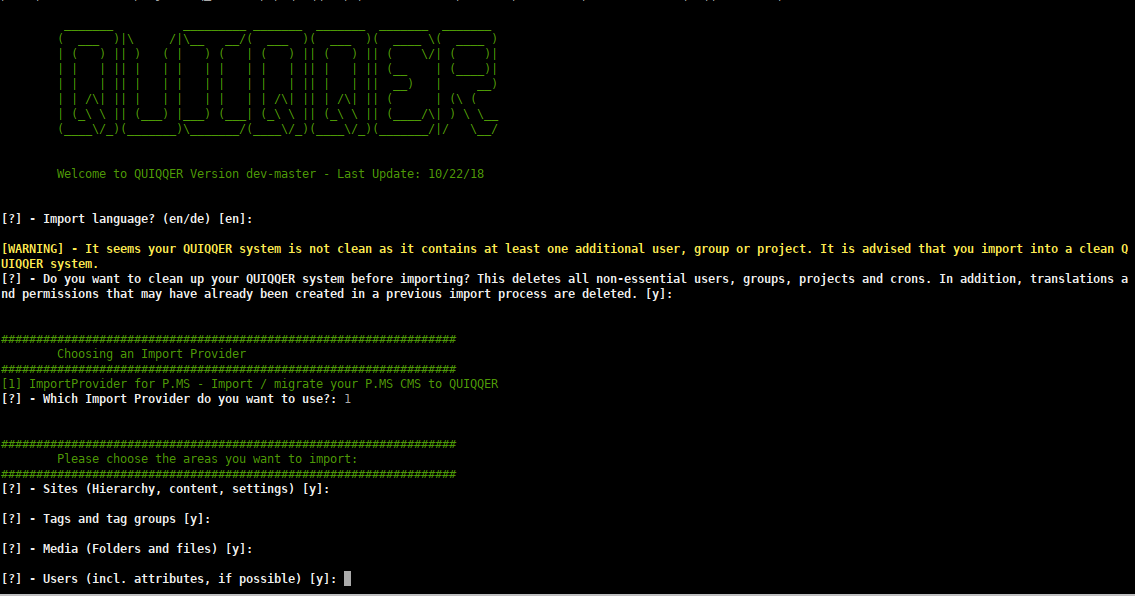 Welcome to QUIQQER Version dev-master - Last Update: 10/22/18
[?] - Import language? (en/de) [en]:
[WARNING] - It seems your QUIQQER system is not clean as it contains at least one additional user, group or project. It is advised that you import into a clean Q
UIQQER system.
[?] - Do you want to clean up your QUIQQER system before importing? This deletes all non-essential users, groups, projects and crons. In addition, translations a
nd permissions that may have already been created in a previous import process are deleted. [y]:
#################################################################
Choosing an Import Provider
#################################################################
[1] ImportProvider for P.MS - Import / migrate your P.MS CMS to QUIQQER
[?] - Which Import Provider do you want to use?: 1
#################################################################
Please choose the areas you want to import:
#################################################################
[?] - Sites (Hierarchy, content, settings) [y]:
[?] - Tags and tag groups [y]:
[?] - Media (Folders and files) [y]:
[?] - Users (incl. attributes, if possible) [y]: